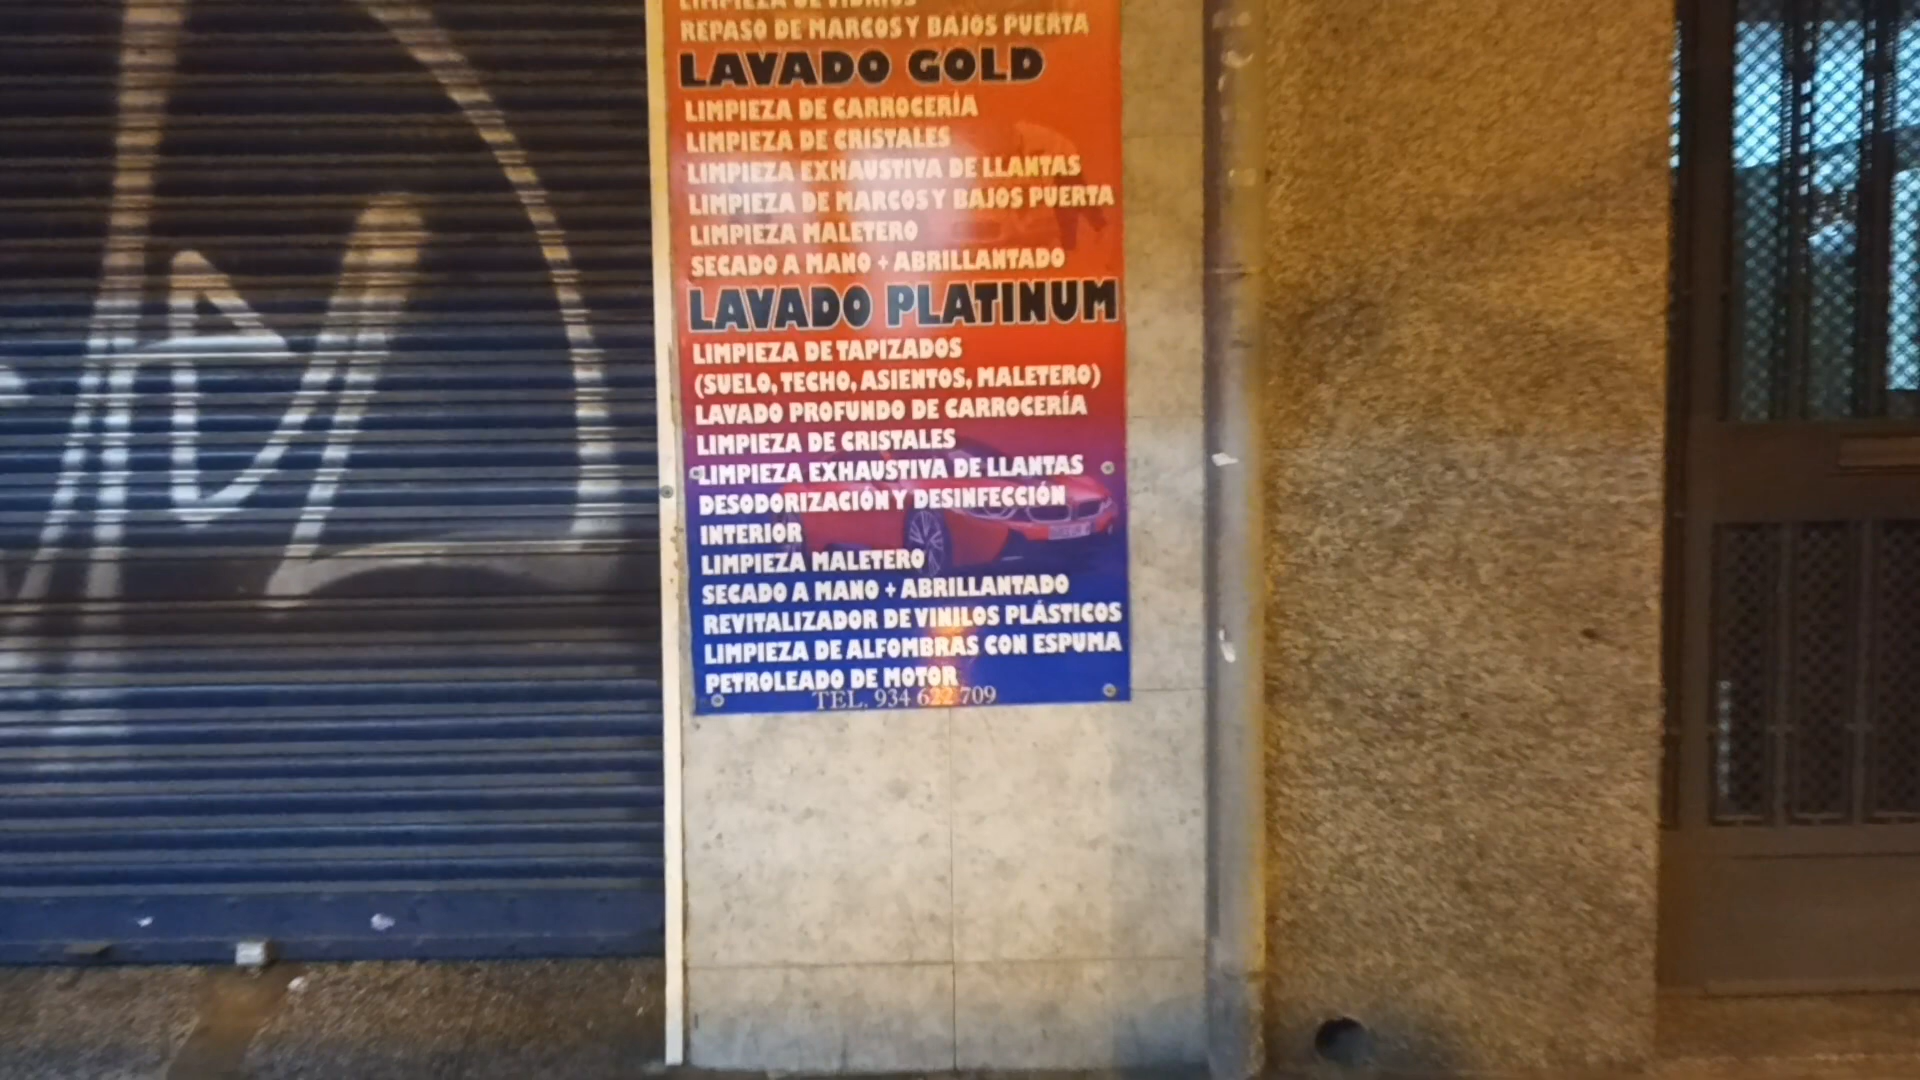 LIMPIEZA DE VIDRIOS
REPASO DE MARCOS Y BAJOS PUERTA
LAVADO GOLD
LIMPIEZA DE CARROCERÍA
LIMPIEZA DE CRISTALES
LIMPIEZA EXHAUSTIVA DE LLANTAS
LIMPIEZA DE MARCOS Y BAJOS PUERTA
LIMPIEZA MALETERO
SECADO A MANO + ABRILLANTADO
LAVADO PLATINUM
LIMPIEZA DE TAPIZADOS
(SUELO, TECHO, ASIENTOS, MALETERO)
LAVADO PROFUNDO DE CARROCERÍA
LIMPIEZA DE CRISTALES
LIMPIEZA EXHAUSTIVA DE LLANTAS
DESODORIZACIÓN Y DESINFECCIÓN
INTERIOR
LIMPIEZA MALETERO
SECADO A MANO + ABRILLANTADO
REVITALIZADOR DE VINILOS PLÁSTICOS
LIMPIEZA DE ALFOMBRAS CON ESPUMA
PETROLEADO DE MOTOR
TEL. 934 622 709